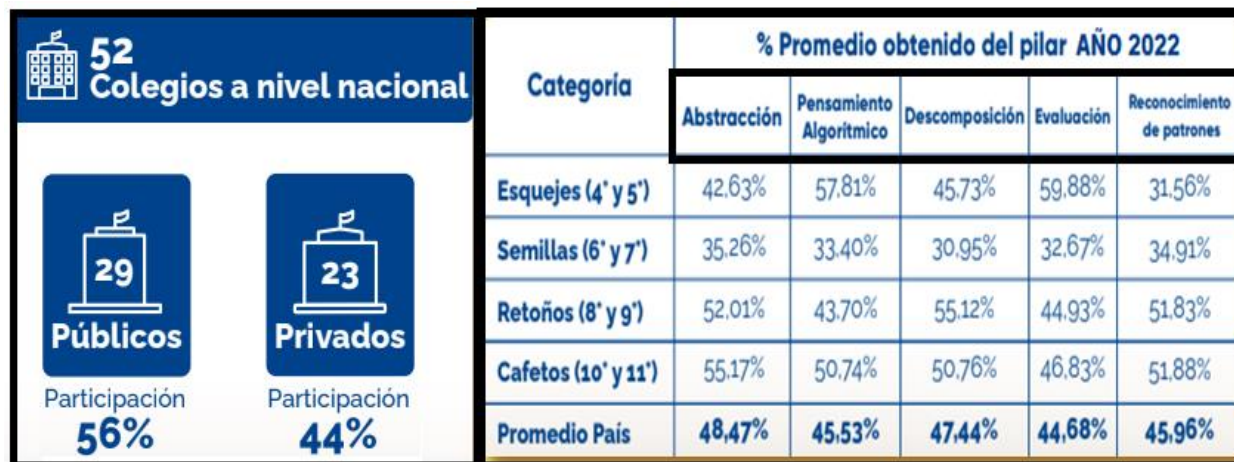 52
Colegios a nivel nacional
29
Públicos
Participación
56%
23
Privados
Participación
44%
Categoría
% Promedio obtenido del pilar AÑO 2022
Abstracción
Pensamiento
Algorítmico
Descomposición
Evaluación
Reconocimiento
de patrones
Esquejes (4° y 5°) 42,63% 57,81% 45,73% 59,88% 31,56%
Semillas (6° y 7°) 35,26% 33,40% 30,95% 32,67% 34,91%
Retoños (8° y 9°) 52,01% 43,70% 55,12% 44,93% 51,83%
Cafetos (10° y 11°) 55,17% 50,74% 50,76% 46,83% 51,88%
Promedio País 48,47% 45,53% 47,44% 44,68% 45,96%